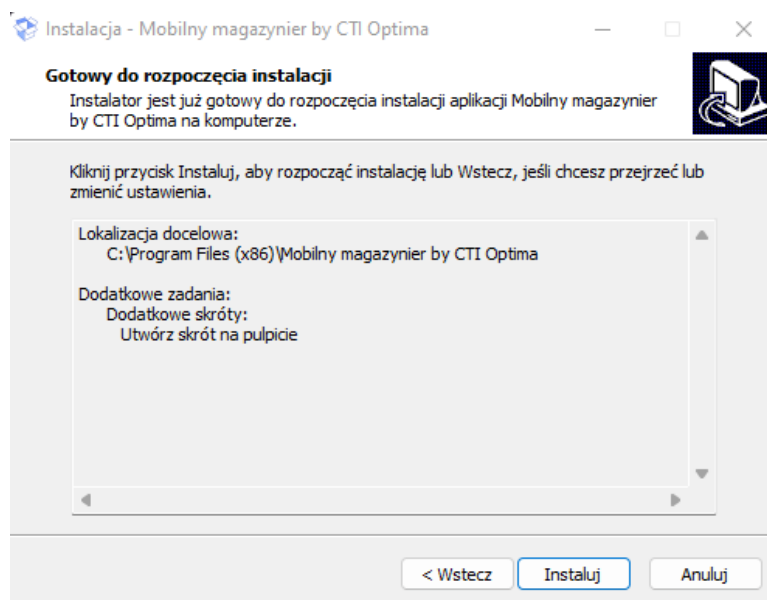 Instalacja - Mobilny magazynier by CTI Optima
Gotowy do rozpoczęcia instalacji
Instalator jest już gotowy do rozpoczęcia instalacji aplikacji Mobilny magazynier
by CTI Optima na komputerze.
Kliknij przycisk Instaluj, aby rozpocząć instalację lub Wstecz, jeśli chcesz przejrzeć lub
zmienić ustawienia.
Lokalizacja docelowa:
C:\Program Files (x86)\Mobilny magazynier by CTI Optima
Dodatkowe zadania:
Dodatkowe skróty:
Utwórz skrót na pulpicie
< Wstecz
Instaluj
Anuluj